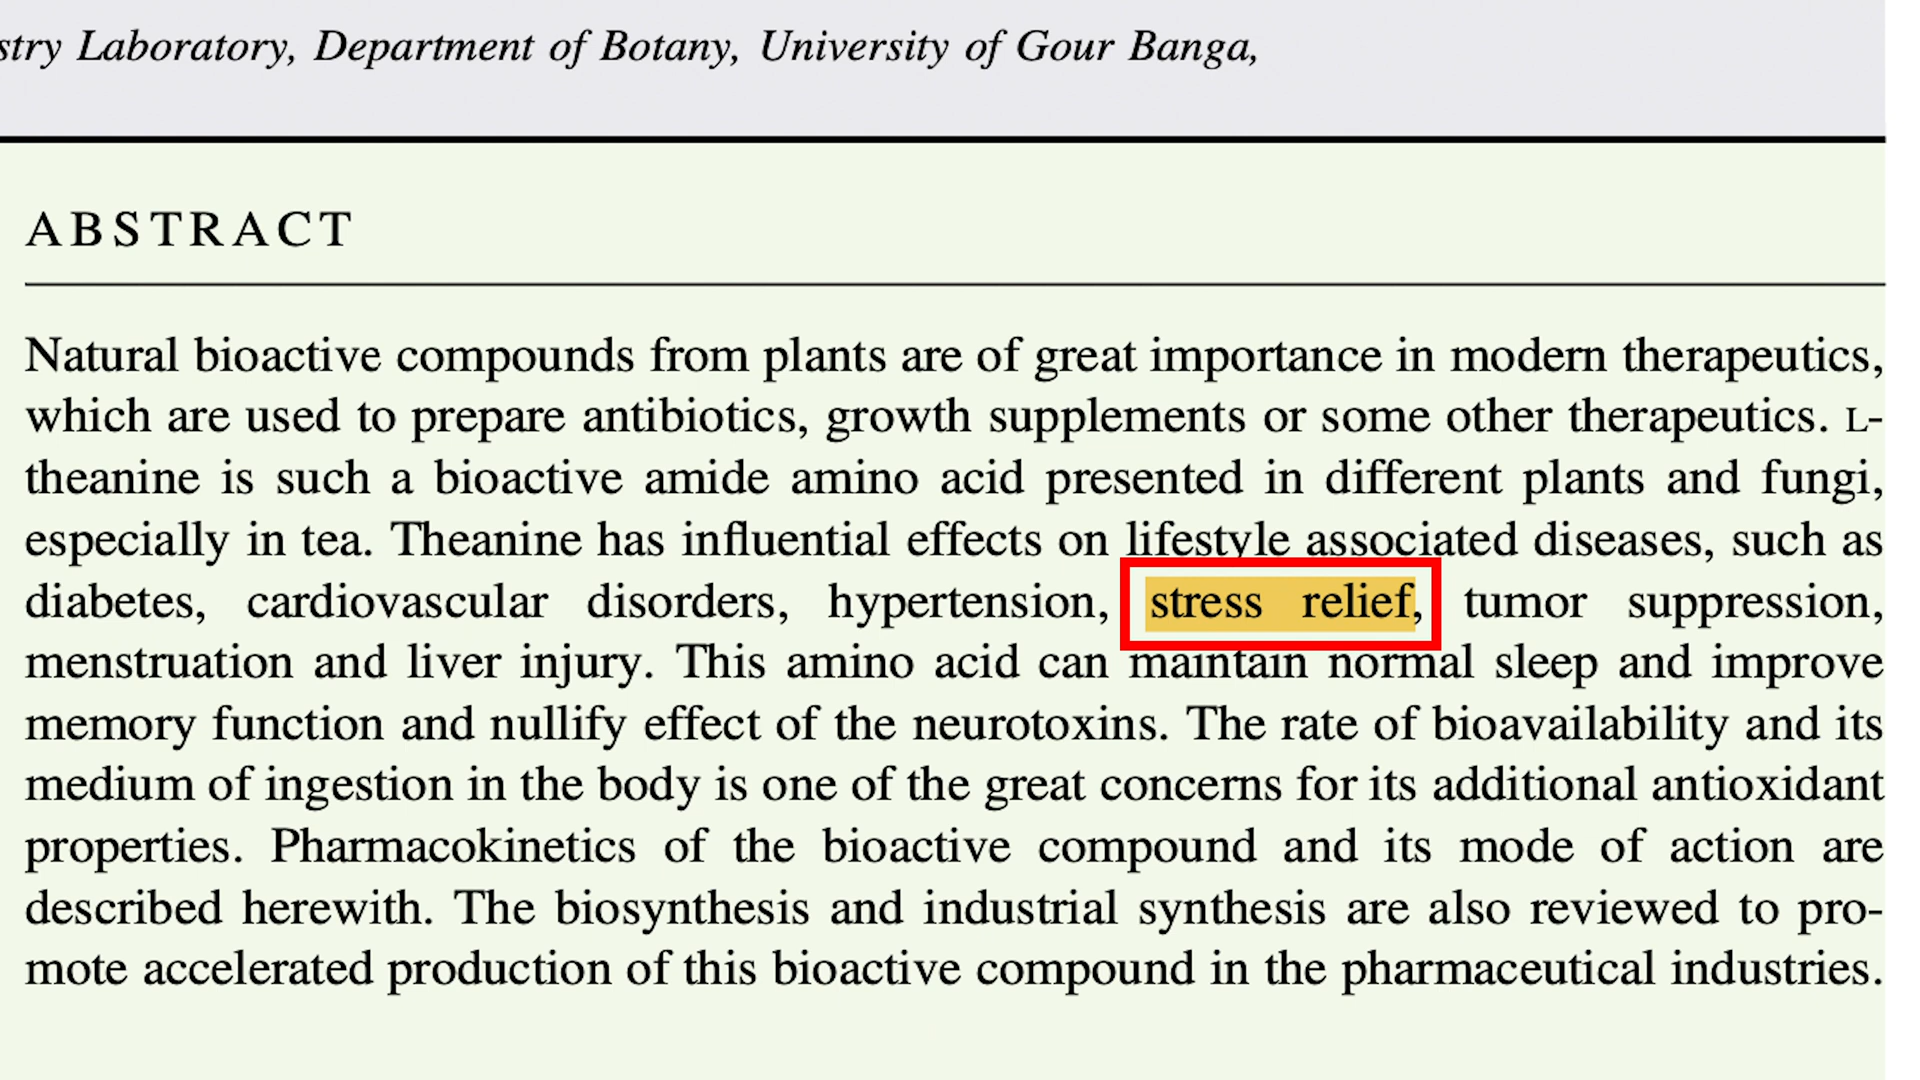 stry Laboratory, Department of Botany, University of Gour Banga,
ABSTRACT
Natural bioactive compounds from plants are of great importance in modern therapeutics,
which are used to prepare antibiotics, growth supplements or some other therapeutics. L-
theanine is such a bioactive amide amino acid presented in different plants and fungi,
especially in tea. Theanine has influential effects on lifestyle associated diseases, such as
diabetes, cardiovascular disorders, hypertension, stress relief, tumor suppression,
menstruation and liver injury. This amino acid can maintain normal sleep and improve
memory function and nullify effect of the neurotoxins. The rate of bioavailability and its
medium of ingestion in the body is one of the great concerns for its additional antioxidant
properties. Pharmacokinetics of the bioactive compound and its mode of action are
described herewith. The biosynthesis and industrial synthesis are also reviewed to pro-
mote accelerated production of this bioactive compound in the pharmaceutical industries.